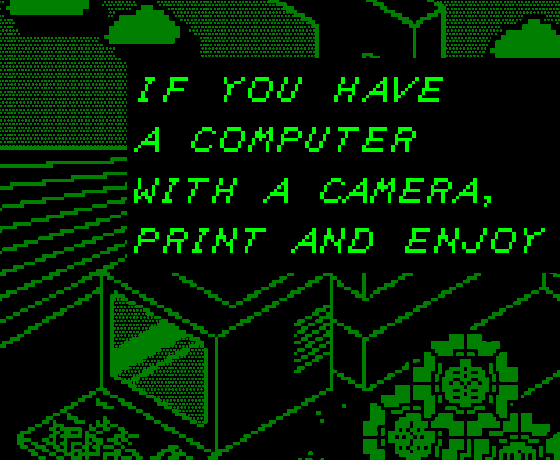 IF YOU HAVE
A COMPUTER
WITH A CAMERA,
PRINT AND ENJOY